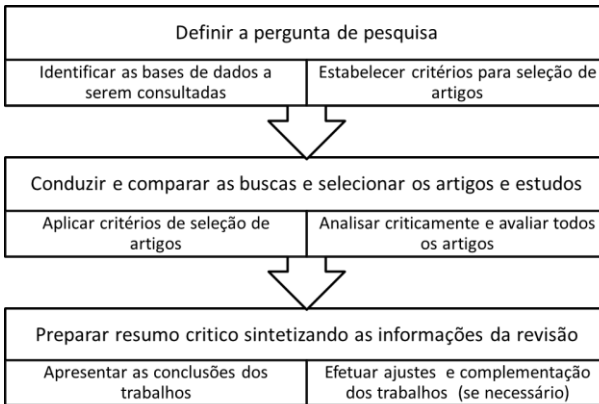 Definir a pergunta de pesquisa
Identificar as bases de dados a
serem consultadas
Estabelecer critérios para seleção de
artigos
Conduzir e comparar as buscas e selecionar os artigos e estudos
Aplicar critérios de seleção de
artigos
Analisar criticamente e avaliar todos
os artigos
Preparar resumo critico sintetizando as informações da revisão
Apresentar as conclusões dos
trabalhos
Efetuar ajustes e complementação
dos trabalhos (se necessário)